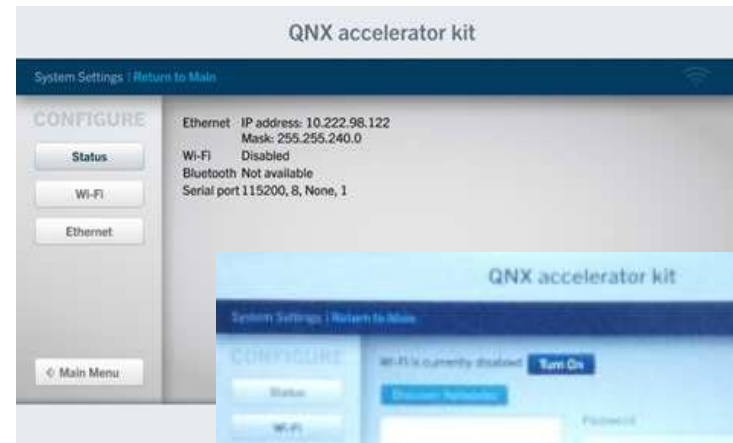 QNX accelerator kit
System Settings | Return to Main
CONFIGURE
Status
Wi-Fi
Ethernet
Main Menu
Ethernet IP address: 10.222.98.122
Mask: 255.255.240.0
Wi-Fi Disabled
Bluetooth Not available
Serial port 115200, 8, None, 1
QNX accelerator kit
System Settings | Return to Main
CONFIGURE
Status
Wi-Fi
Wi-Fi is currently disabled Turn On
Discover Networks
Password